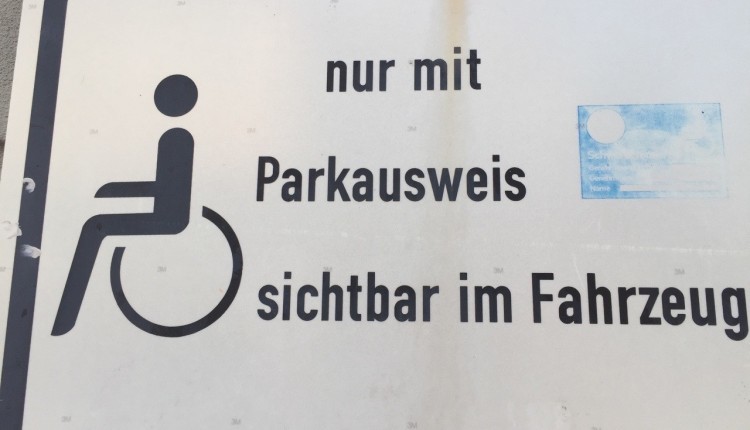 nur mit
Parkausweis
sichtbar im Fahrzeug